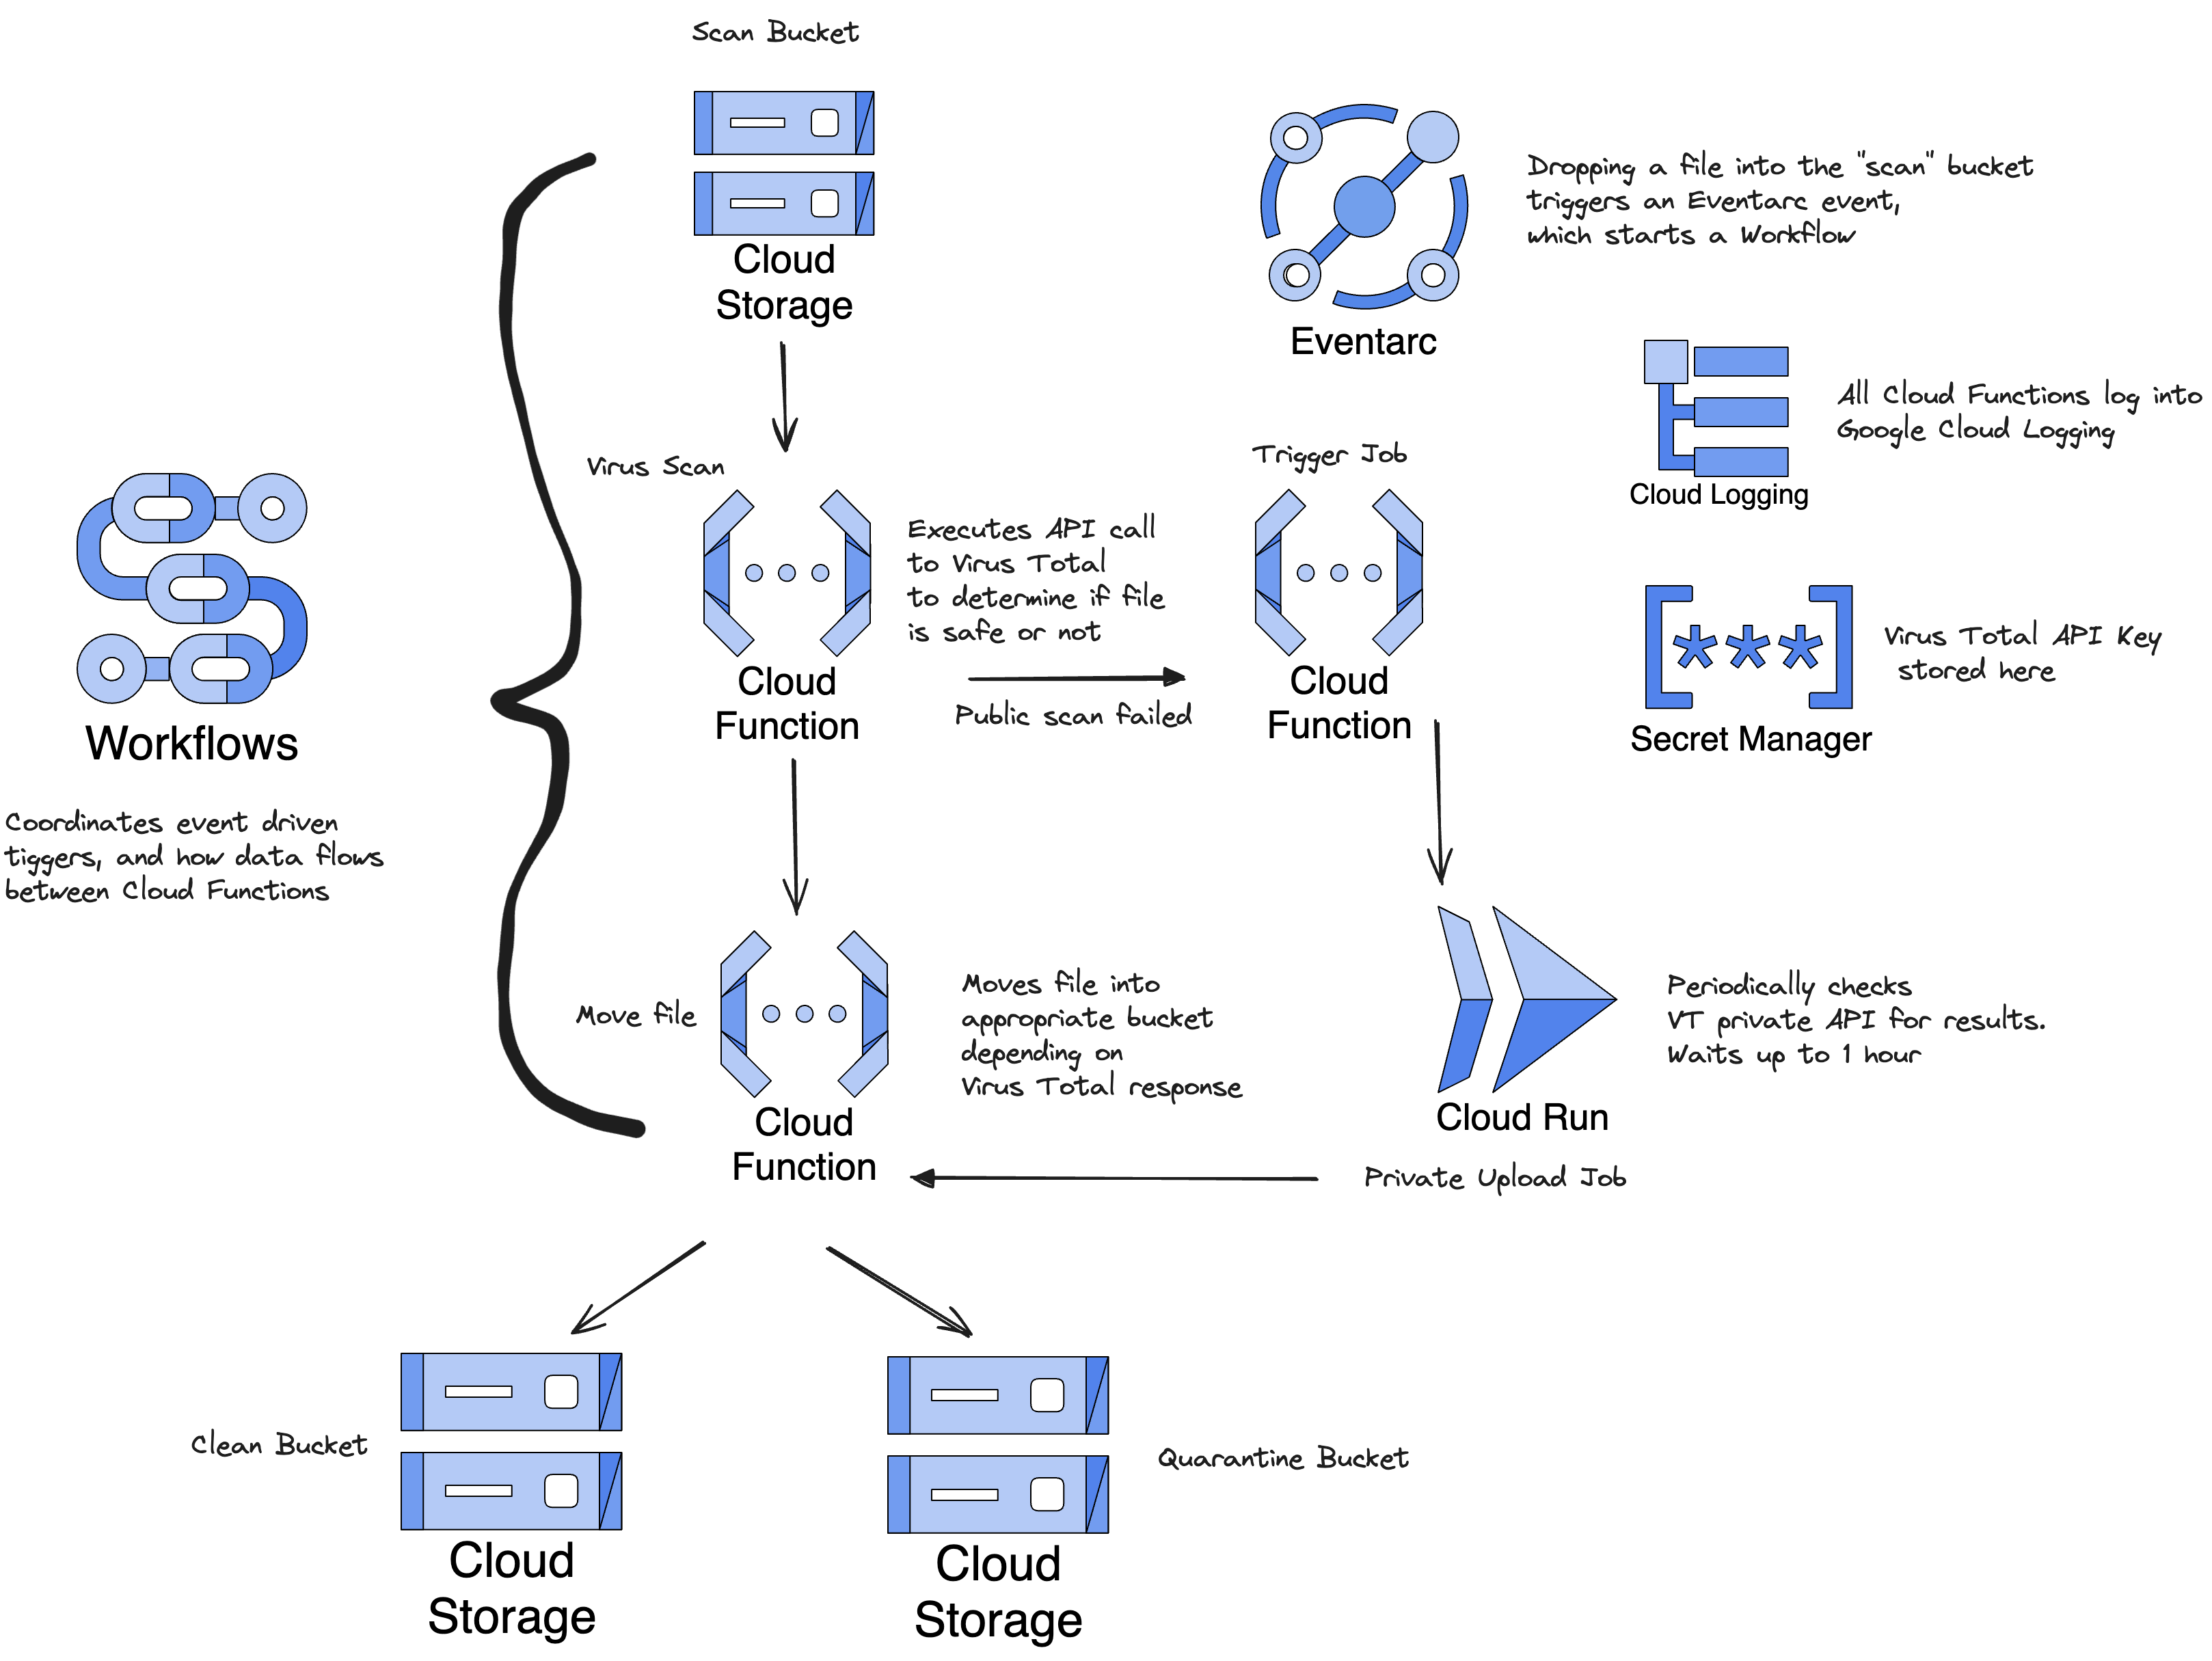 Scan Bucket
Cloud
Storage
Eventarc
Dropping a file into the "scan" bucket
triggers an Eventarc event,
which starts a Workflow
Cloud Logging
All Cloud Functions log into
Google Cloud Logging
Virus Scan
Cloud
Function
Executes API call
to Virus Total
to determine if file
is safe or not
Public scan failed
Trigger Job
Cloud
Function
Secret Manager
Virus Total API Key
stored here
Workflows
Coordinates event driven
tiggers, and how data flows
between Cloud Functions
Move file
Cloud
Function
Moves file into
appropriate bucket
depending on
Virus Total response
Cloud Run
Periodically checks
VT private API for results.
Waits up to 1 hour
Private Upload Job
Clean Bucket
Cloud
Storage
Cloud
Storage
Quarantine Bucket